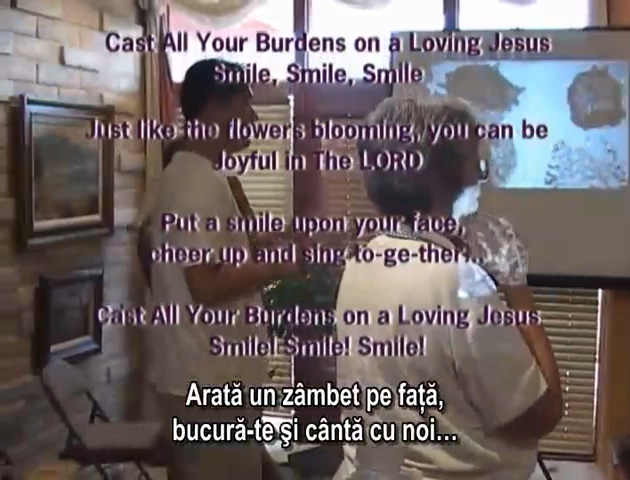 Cast All Your Burdens on a Loving Jesus
Smile, Smile, Smile
Just like the flowers blooming, you can be
Joyful in The LORD
Put a smile upon your face,
cheer up and sing to-ge-ther!...
Cast All Your Burdens on a Loving Jesus
Smile! Smile! Smile!
Arată un zâmbet pe față,
bucură-te și cântă cu noi...